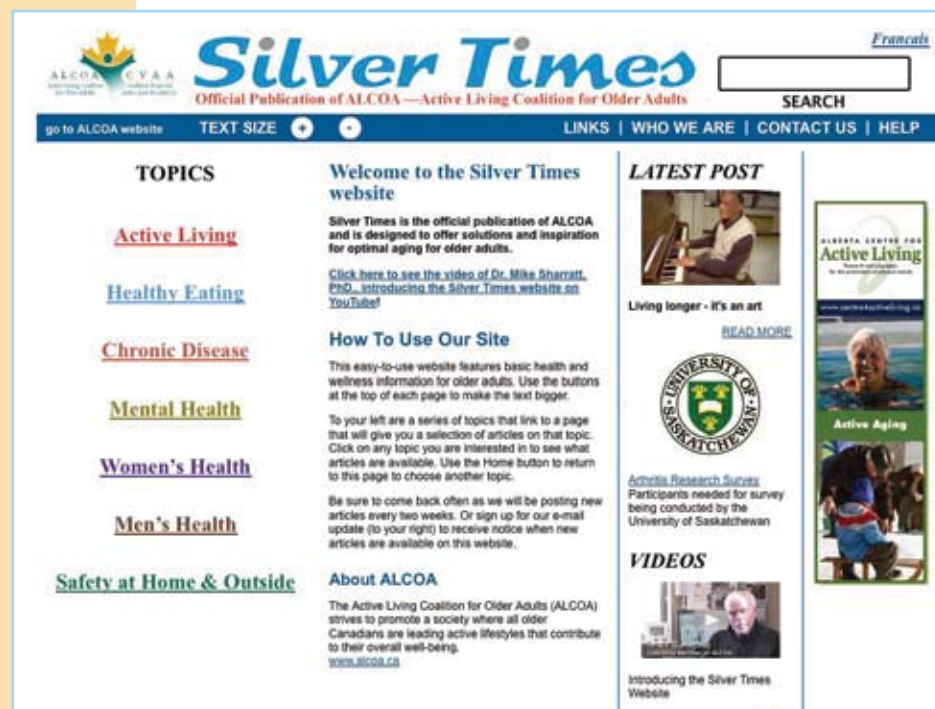 ALCOA CVAA
Silver Times
Official Publication of ALCOA — Active Living Coalition for Older Adults
Francais
SEARCH
go to ALCOA website
TEXT SIZE + -
LINKS | WHO WE ARE | CONTACT US | HELP
TOPICS
Active Living
Healthy Eating
Chronic Disease
Mental Health
Women's Health
Men's Health
Safety at Home & Outside
Welcome to the Silver Times
website
Silver Times is the official publication of ALCOA
and is designed to offer solutions and inspiration
for optimal aging for older adults.
Click here to see the video of Dr. Mike Sharratt,
PhD., introducing the Silver Times website on
YouTube!
How To Use Our Site
This easy-to-use website features basic health and
wellness information for older adults. Use the buttons
at the top of each page to make the text bigger.
To your left are a series of topics that link to a page
that will give you a selection of articles on that topic.
Click on any topic you are interested in to see what
articles are available. Use the Home button to return
to this page to choose another topic.
Be sure to come back often as we will be posting new
articles every two weeks. Or sign up for our e-mail
update (to your right) to receive notice when new
articles are available on this website.
About ALCOA
The Active Living Coalition for Older Adults (ALCOA)
strives to promote a society where all older
Canadians are leading active lifestyles that contribute
to their overall well-being.
www.alcoa.ca
LATEST POST
Living longer - it's an art
READ MORE
UNIVERSITY OF
SASKATCHEWAN
Arthritis Research Survey
Participants needed for survey
being conducted by the
University of Saskatchewan
VIDEOS
Introducing the Silver Times
Website
ALBERTA CENTRE FOR
Active Living
Active Aging